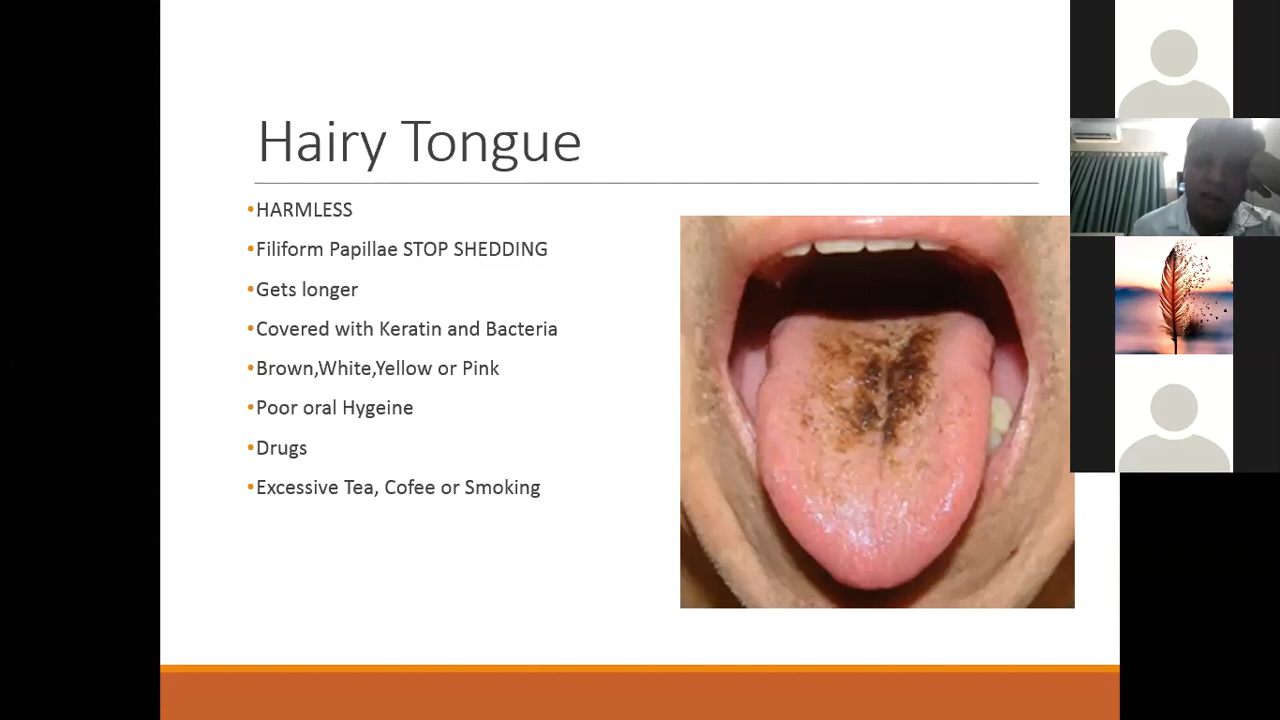 Hairy Tongue
•HARMLESS
•Filiform Papillae STOP SHEDDING
•Gets longer
•Covered with Keratin and Bacteria
•Brown,White,Yellow or Pink
•Poor oral Hygeine
•Drugs
•Excessive Tea, Cofee or Smoking